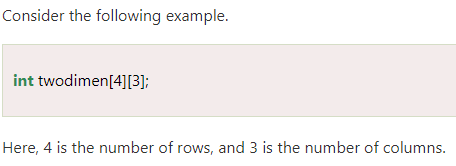 Consider the following example.
int twodimen[4][3];
Here, 4 is the number of rows, and 3 is the number of columns.